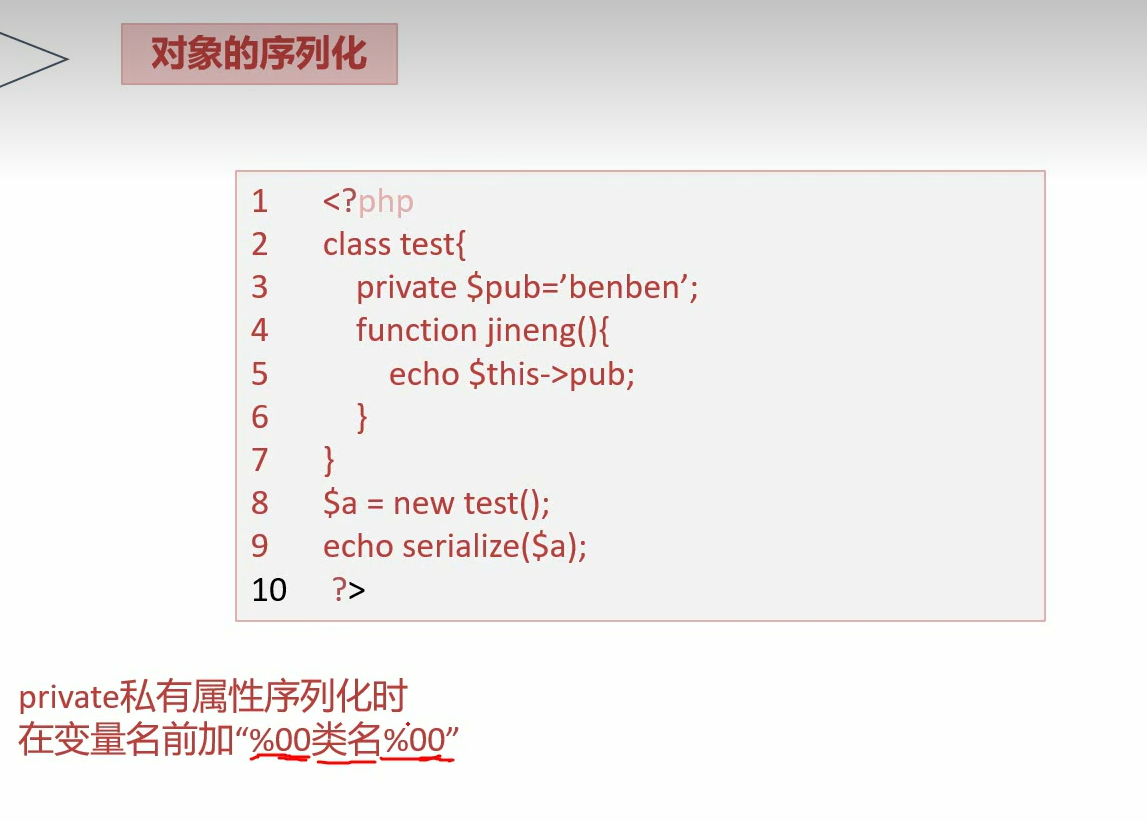 对象的序列化
1 <?php
2 class test{
3 private $pub=’benben’;
4 function jineng(){
5 echo $this->pub;
6 }
7 }
8 $a = new test();
9 echo serialize($a);
10 ?>
private私有属性序列化时
在变量名前加“%00类名%00”